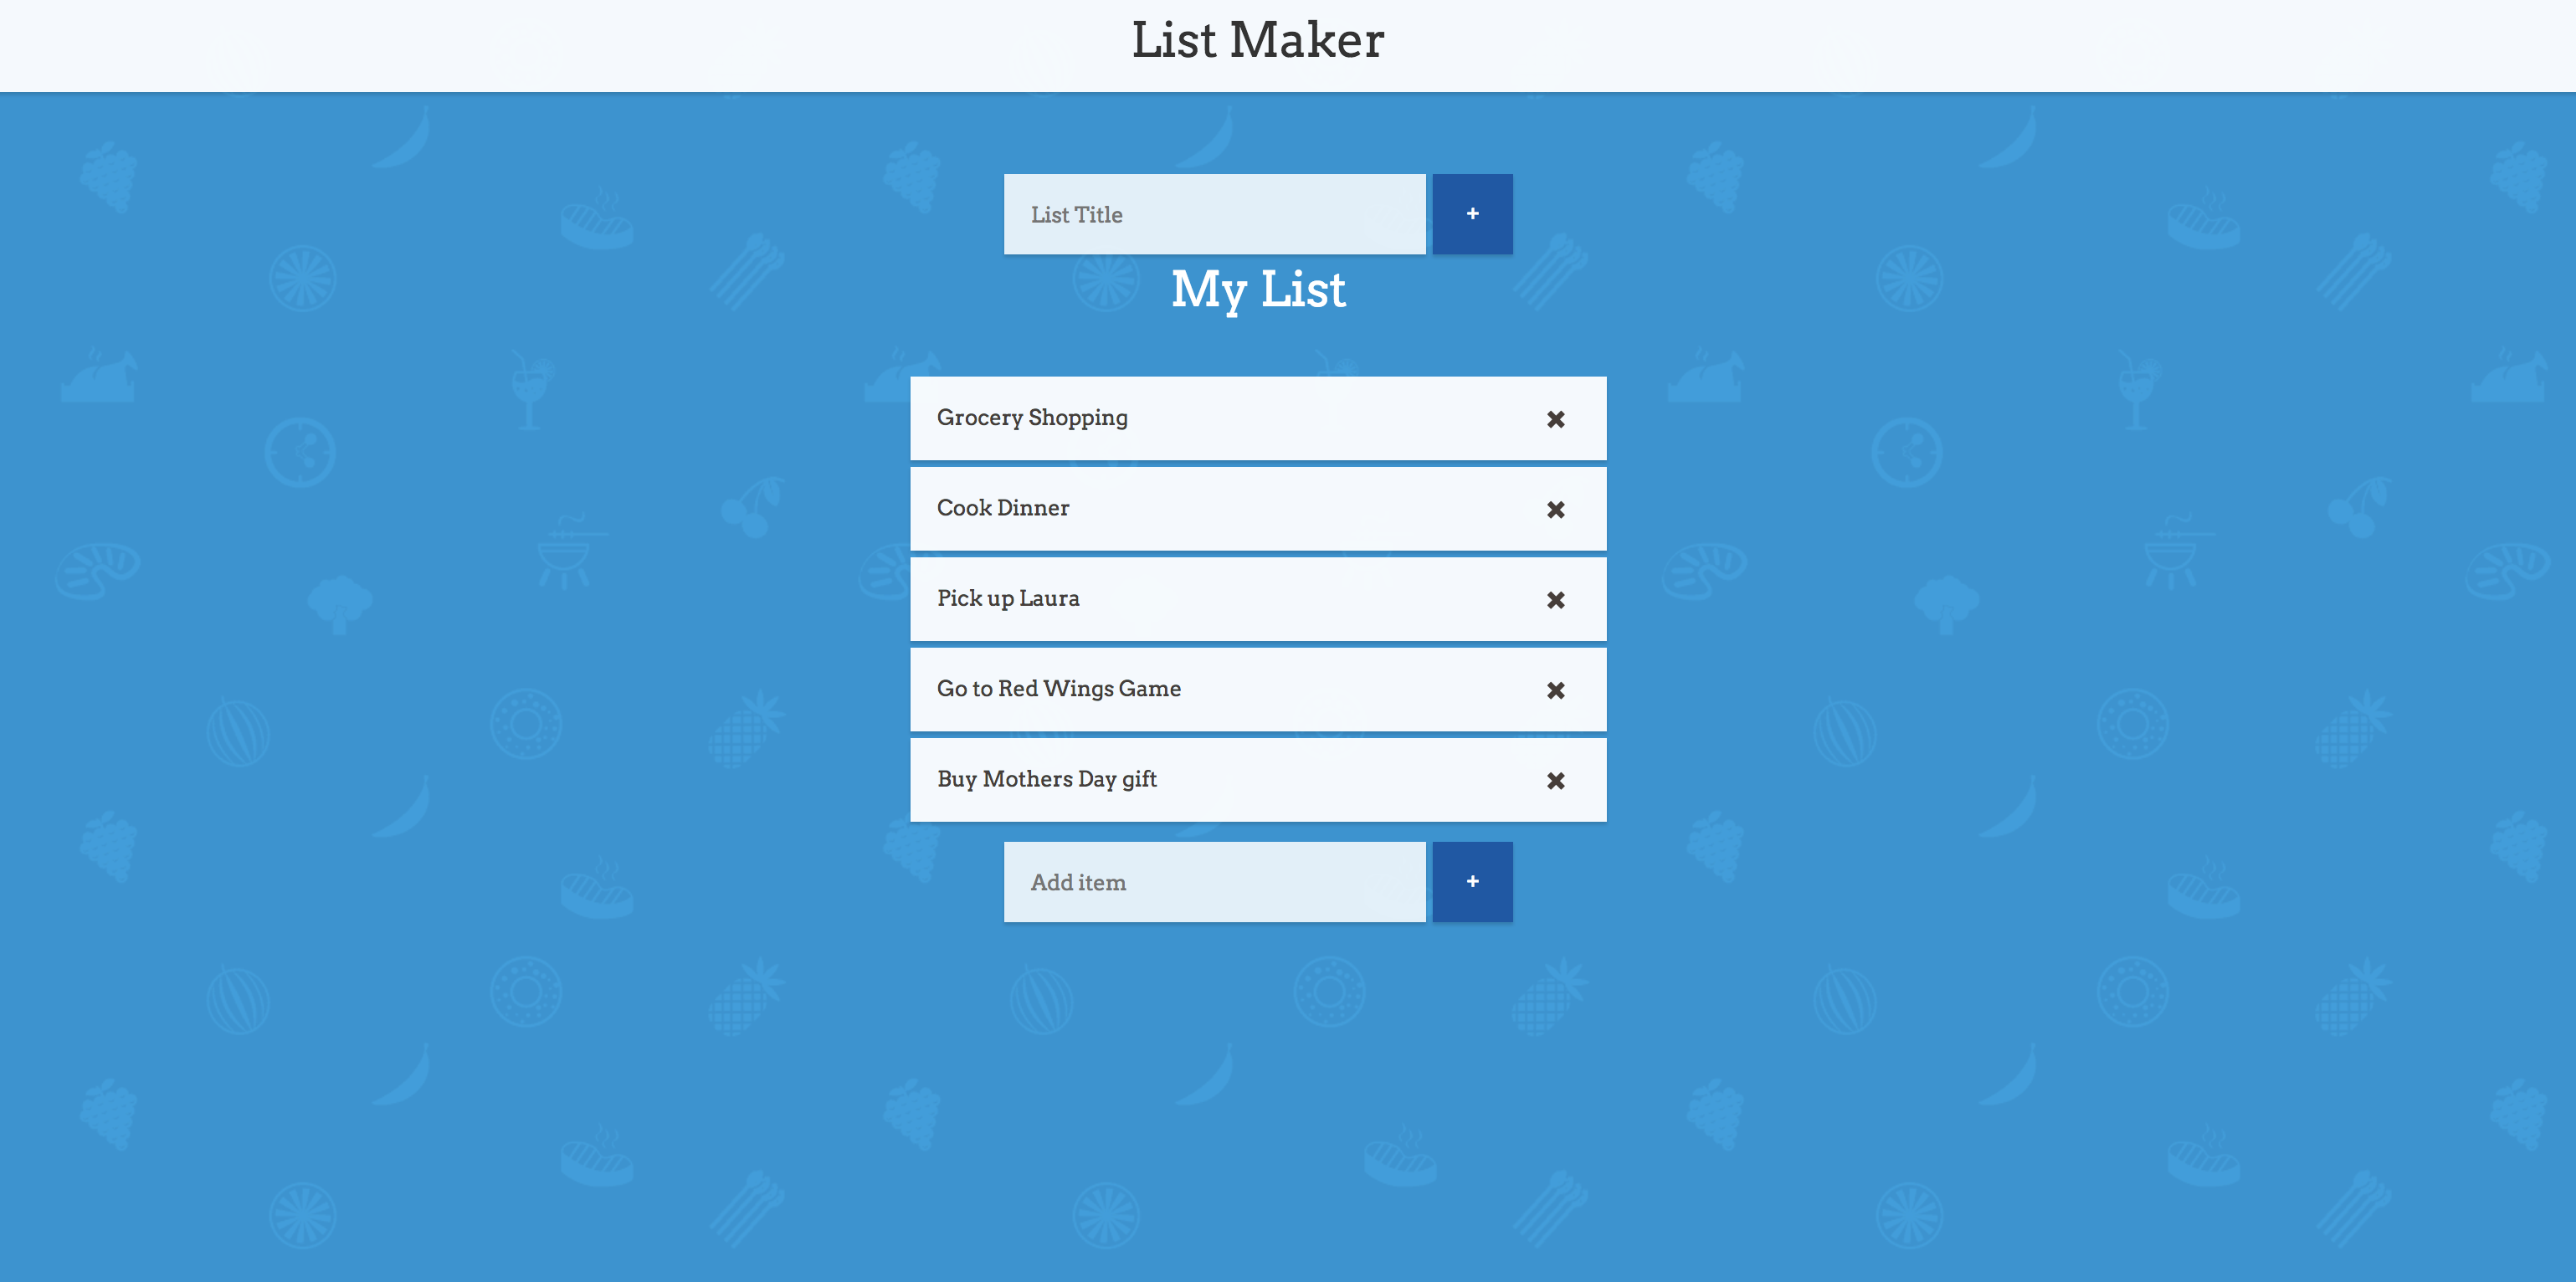 List Maker
List Title
+
My List
Grocery Shopping
Cook Dinner
Pick up Laura
Go to Red Wings Game
Buy Mothers Day gift
Add item
+